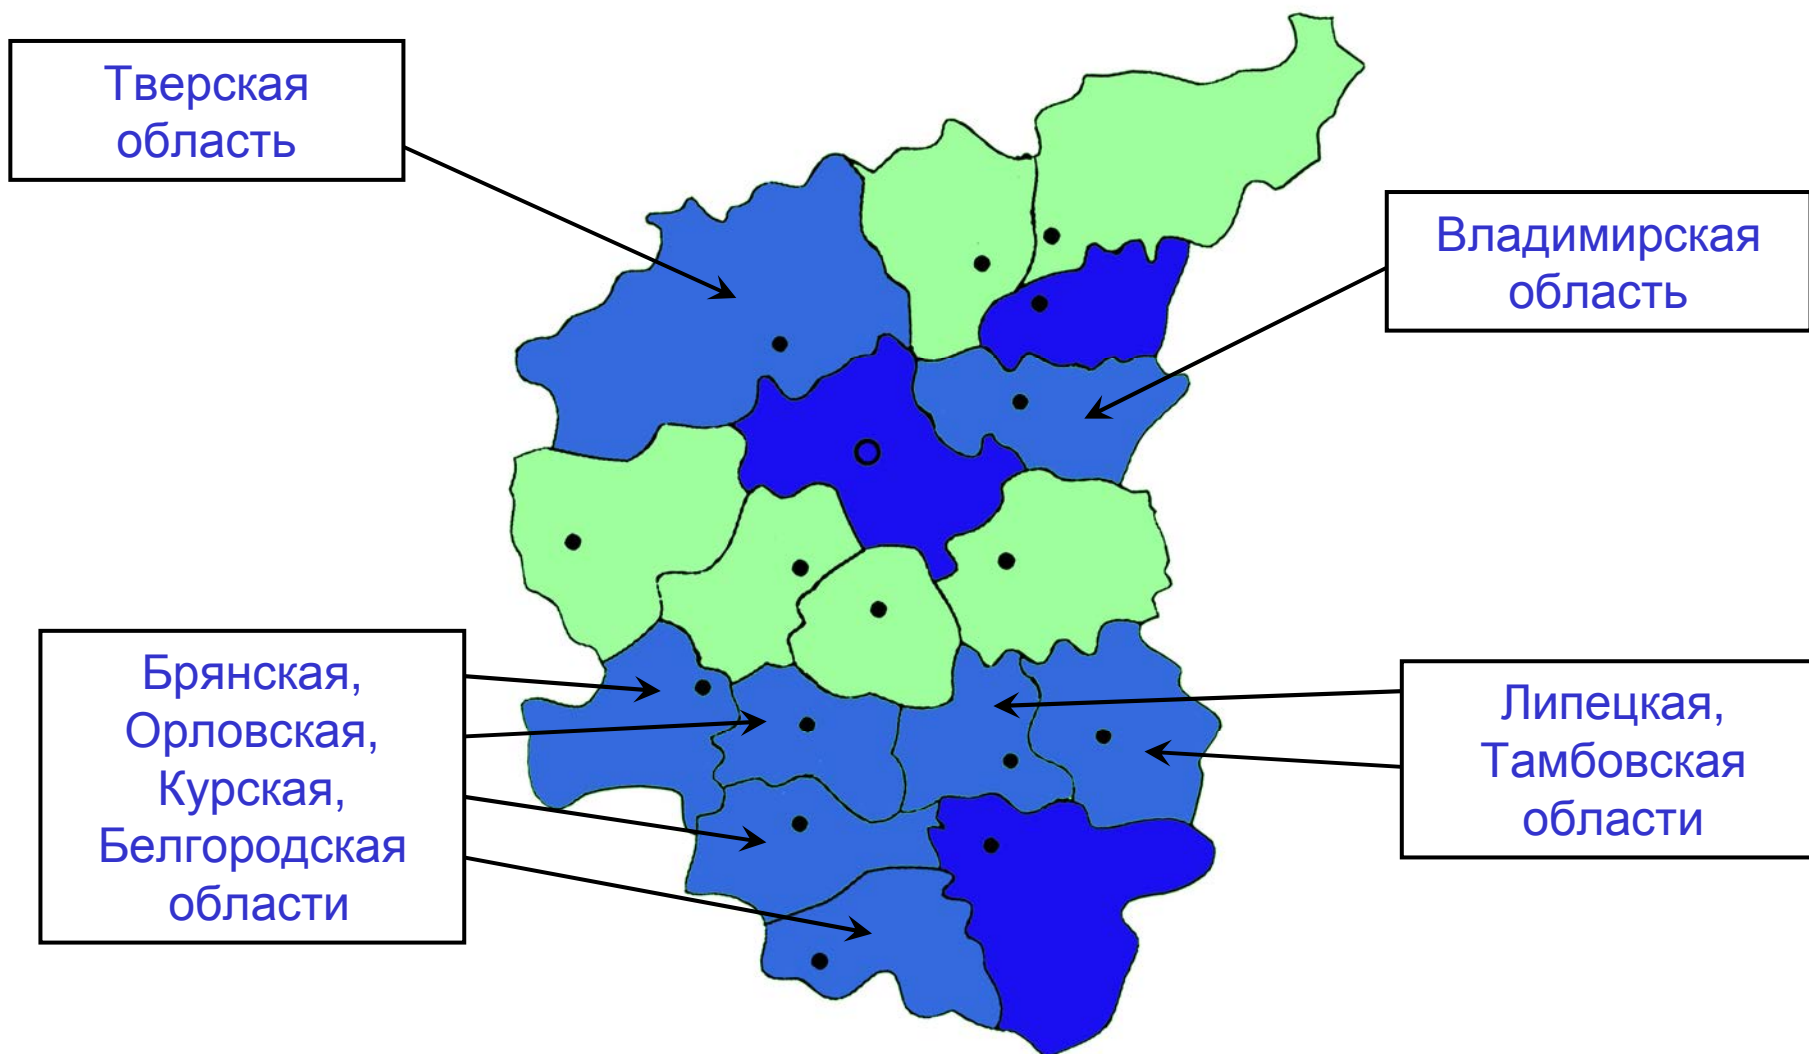 Тверская
область
Владимирская
область
Брянская,
Орловская,
Курская,
Белгородская
области
Липецкая,
Тамбовская
области